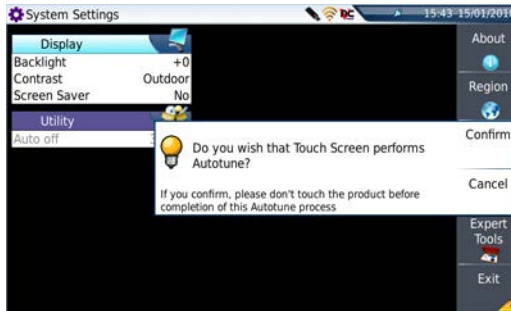 System Settings
15:43 15/01/2016
Display
Backlight +0
Contrast Outdoor
Screen Saver No
Utility
Auto off
Do you wish that Touch Screen performs
Autotune?
If you confirm, please don't touch the product before
completion of this Autotune process
About
Region
Confirm
Cancel
Expert
Tools
Exit